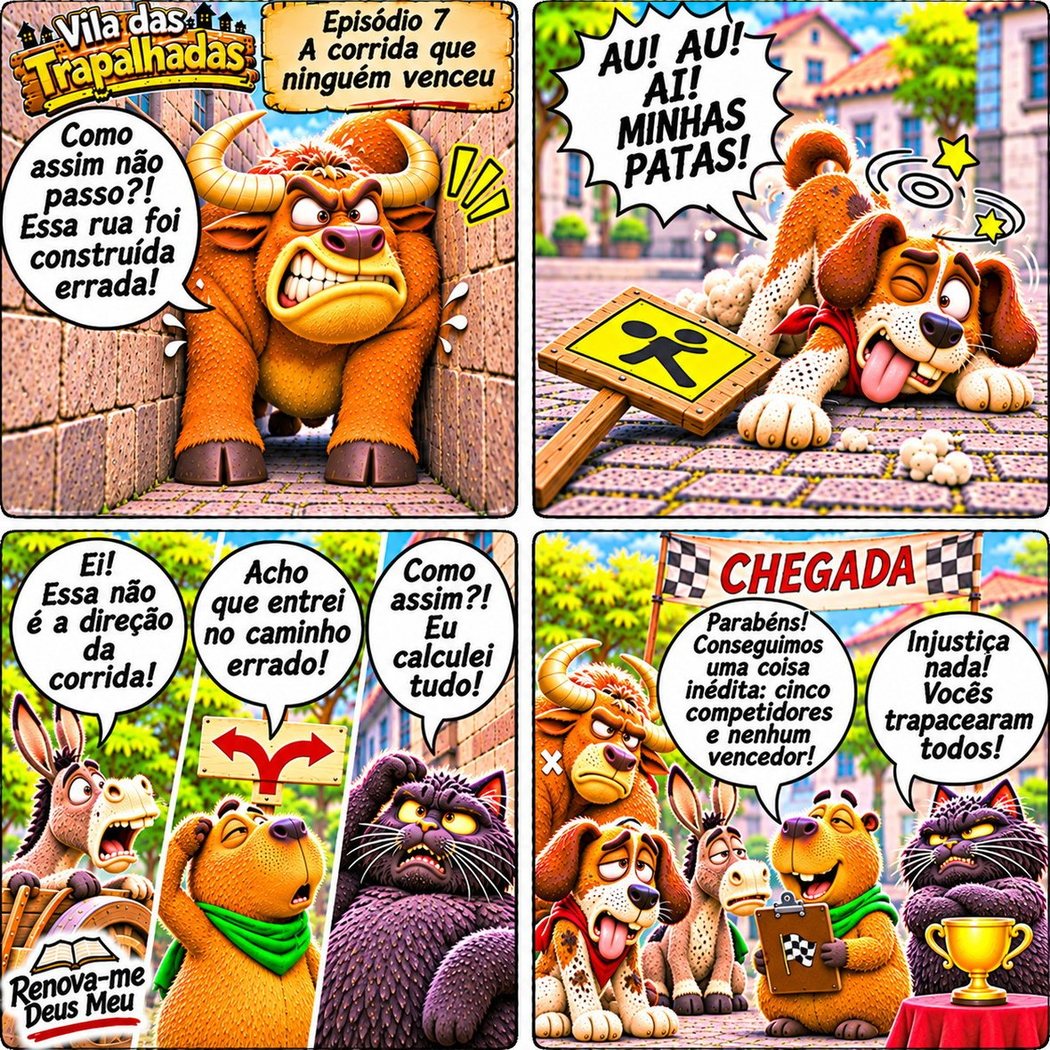 Vila das
Trapalhadas
Episódio 7
A corrida que
ninguém venceu
Como
assim não
passo?!
Essa rua foi
construída
errada!
AU! AU!
AI!
MINHAS
PATAS!
Ei!
Essa não
é a direção
da
corrida!
Acho
que entrei
no caminho
errado!
Como
assim?!
Eu
calculei
tudo!
Renova-me
Deus Meu
CHEGADA
Parabéns!
Conseguimos
uma coisa
inédita: cinco
competidores
e nenhum
vencedor!
Injustiça
nada!
Vocês
trapacearam
todos!